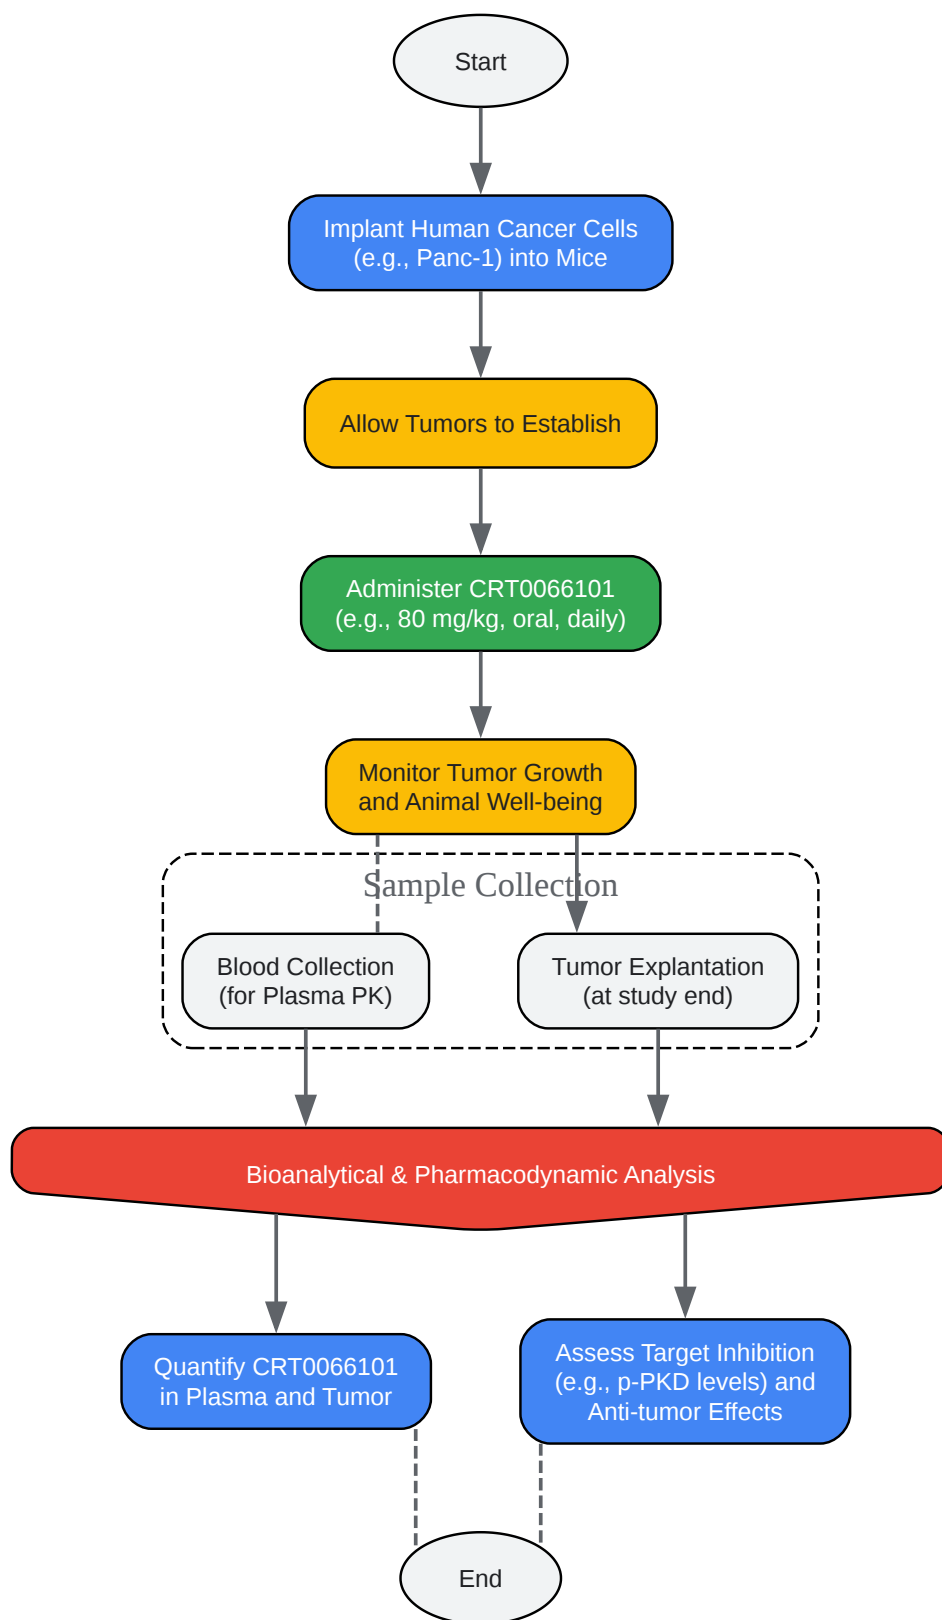 Start
Implant Human Cancer Cells
(e.g., Panc-1) into Mice
Allow Tumors to Establish
Administer CRT0066101
(e.g., 80 mg/kg, oral, daily)
Monitor Tumor Growth
and Animal Well-being
Sample Collection
Blood Collection
(for Plasma PK)
Tumor Explantation
(at study end)
Bioanalytical & Pharmacodynamic Analysis
Quantify CRT0066101
in Plasma and Tumor
Assess Target Inhibition
(e.g., p-PKD levels) and
Anti-tumor Effects
End